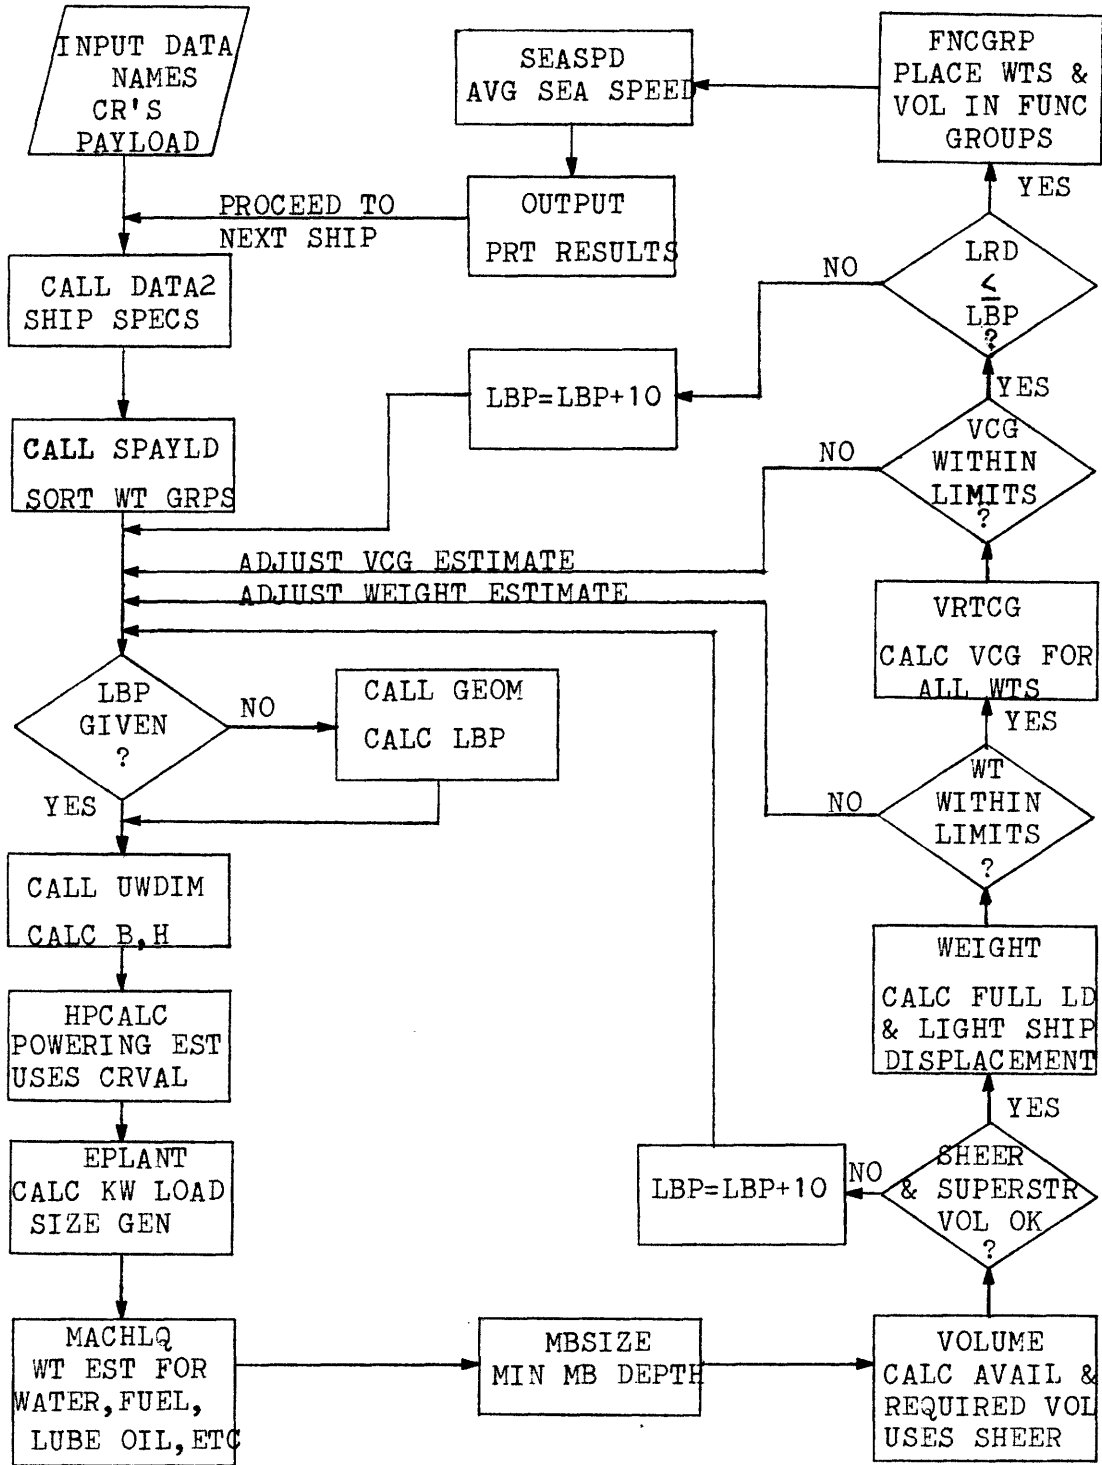 INPUT DATA
NAMES
CR'S
PAYLOAD
SEASPD
AVG SEA SPEED
FNCGRP
PLACE WTS &
VOL IN FUNC
GROUPS
YES
PROCEED TO
NEXT SHIP
OUTPUT
PRT RESULTS
LRD
≤
LBP
?
NO
YES
CALL DATA2
SHIP SPECS
LBP=LBP+10
CALL SPAYLD
SORT WT GRPS
VCG
WITHIN
LIMITS
?
NO
ADJUST VCG ESTIMATE
ADJUST WEIGHT ESTIMATE
VRTCG
CALC VCG FOR
ALL WTS
YES
LBP
GIVEN
?
NO
YES
CALL GEOM
CALC LBP
WT
WITHIN
LIMITS
?
NO
CALL UWDIM
CALC B,H
WEIGHT
CALC FULL LD
& LIGHT SHIP
DISPLACEMENT
YES
HPCALC
POWERING EST
USES CRVAL
EPLANT
CALC KW LOAD
SIZE GEN
LBP=LBP+10
NO
SHEER
& SUPERSTR
VOL OK
?
MACHLQ
WT EST FOR
WATER,FUEL,
LUBE OIL,ETC
MBSIZE
MIN MB DEPTH
VOLUME
CALC AVAIL &
REQUIRED VOL
USES SHEER